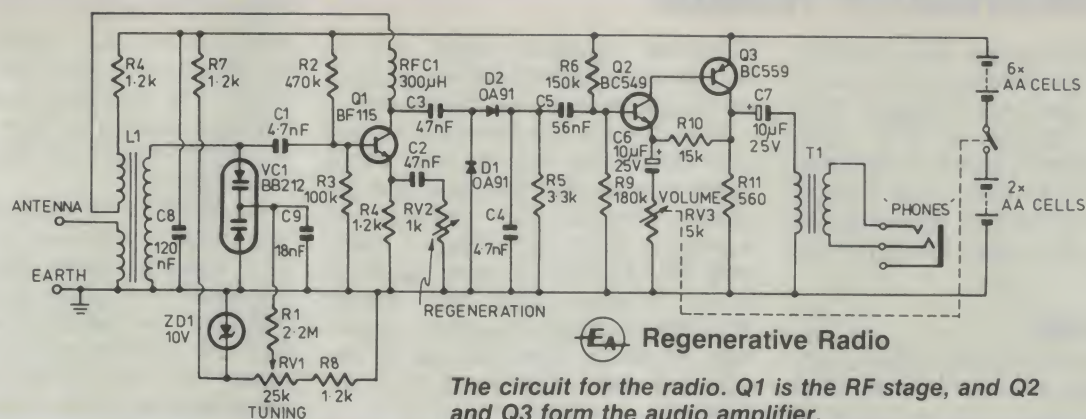 R4
1.2k
R7
1.2k
R2
470k
RFC1
300µH
Q1
BF115
C3
47nF
D2
OA91
R6
150k
C5
56nF
Q2
BC549
Q3
BC559
C7
10µF
25V
6×
AA CELLS
L1
C1
4.7nF
C2
47nF
D1
OA91
C6
10µF
25V
R10
15k
T1
VC1
BB212
R3
100k
R4
1.2k
RV2
1k
R5
3.3k
R9
180k
VOLUME
RV3
5k
R11
560
'PHONES'
2×
AA CELLS
ANTENNA
C8
120
nF
C9
18nF
C4
4.7nF
EARTH
REGENERATION
ZD1
10V
R1
2.2M
RV1
25k
TUNING
R8
1.2k
EA Regenerative Radio
The circuit for the radio. Q1 is the RF stage, and Q2
and Q3 form the audio amplifier.